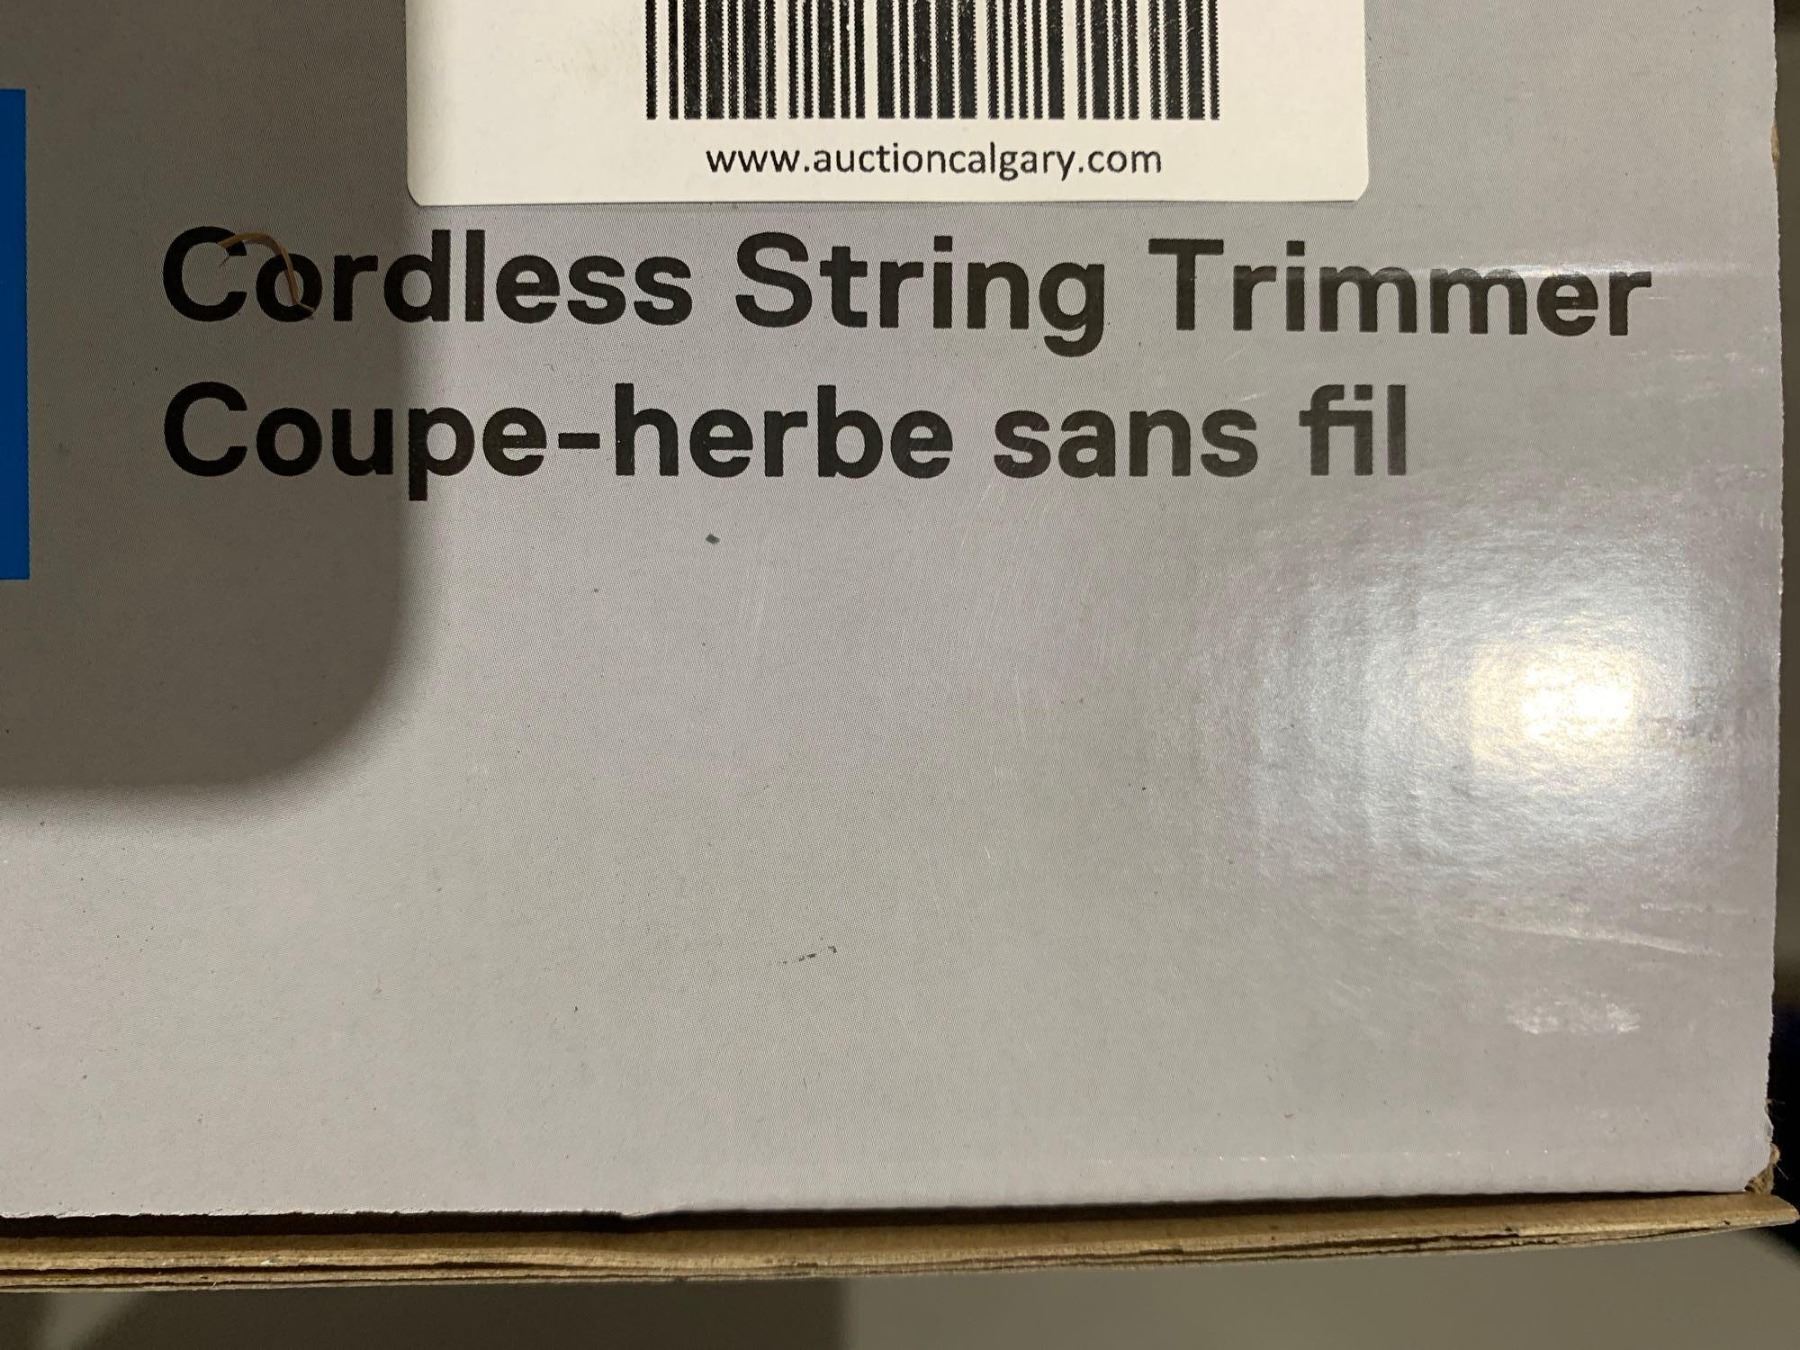 www.auctioncalgary.com
Cordless String Trimmer
Coupe-herbe sans fil